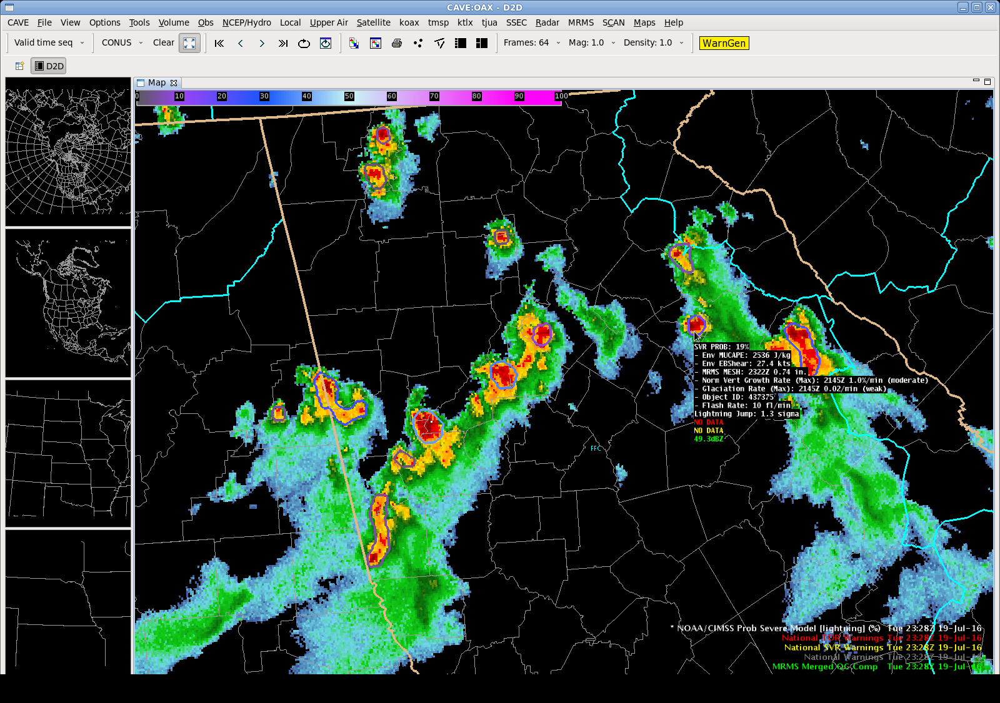 CAVE:OAX - D2D
CAVE File View Options Tools Volume Obs NCEP/Hydro Local Upper Air Satellite koax tmsp ktlx tjua SSEC Radar MRMS SCAN Maps Help
Valid time seq CONUS Clear Frames: 64 Mag: 1.0 Density: 1.0 WarnGen
D2D
Map
0 10 20 30 40 50 60 70 80 90 100
SVR PROB: 19%
- Env MUCAPE: 2536 J/kg
- Env EBShear: 27.4 kts
- MRMS MESH: 2322Z 0.74 in.
- Norm Vert Growth Rate (Max): 2145Z 1.0%/min (moderate)
- Glaciation Rate (Max): 2145Z 0.02/min (weak)
- Object ID: 437375
- Flash Rate: 10 fl/min
Lightning Jump: 1.3 sigma
NO DATA
NO DATA
49.3dBZ
FFC
* NOAA/CIMSS Prob Severe Model [lightning] (%) Tue 23:28Z 19-Jul-16
National TOR Warnings Tue 23:28Z 19-Jul-16
National SVR Warnings Tue 23:28Z 19-Jul-16
National Warnings Tue 23:28Z 19-Jul-16
MRMS Merged QC Comp Tue 23:28Z 19-Jul-16